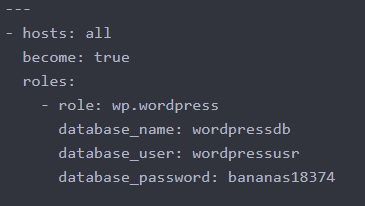 ---
- hosts: all
  become: true
  roles:
    - role: wp.wordpress
      database_name: wordpressdb
      database_user: wordpressusr
      database_password: bananas18374